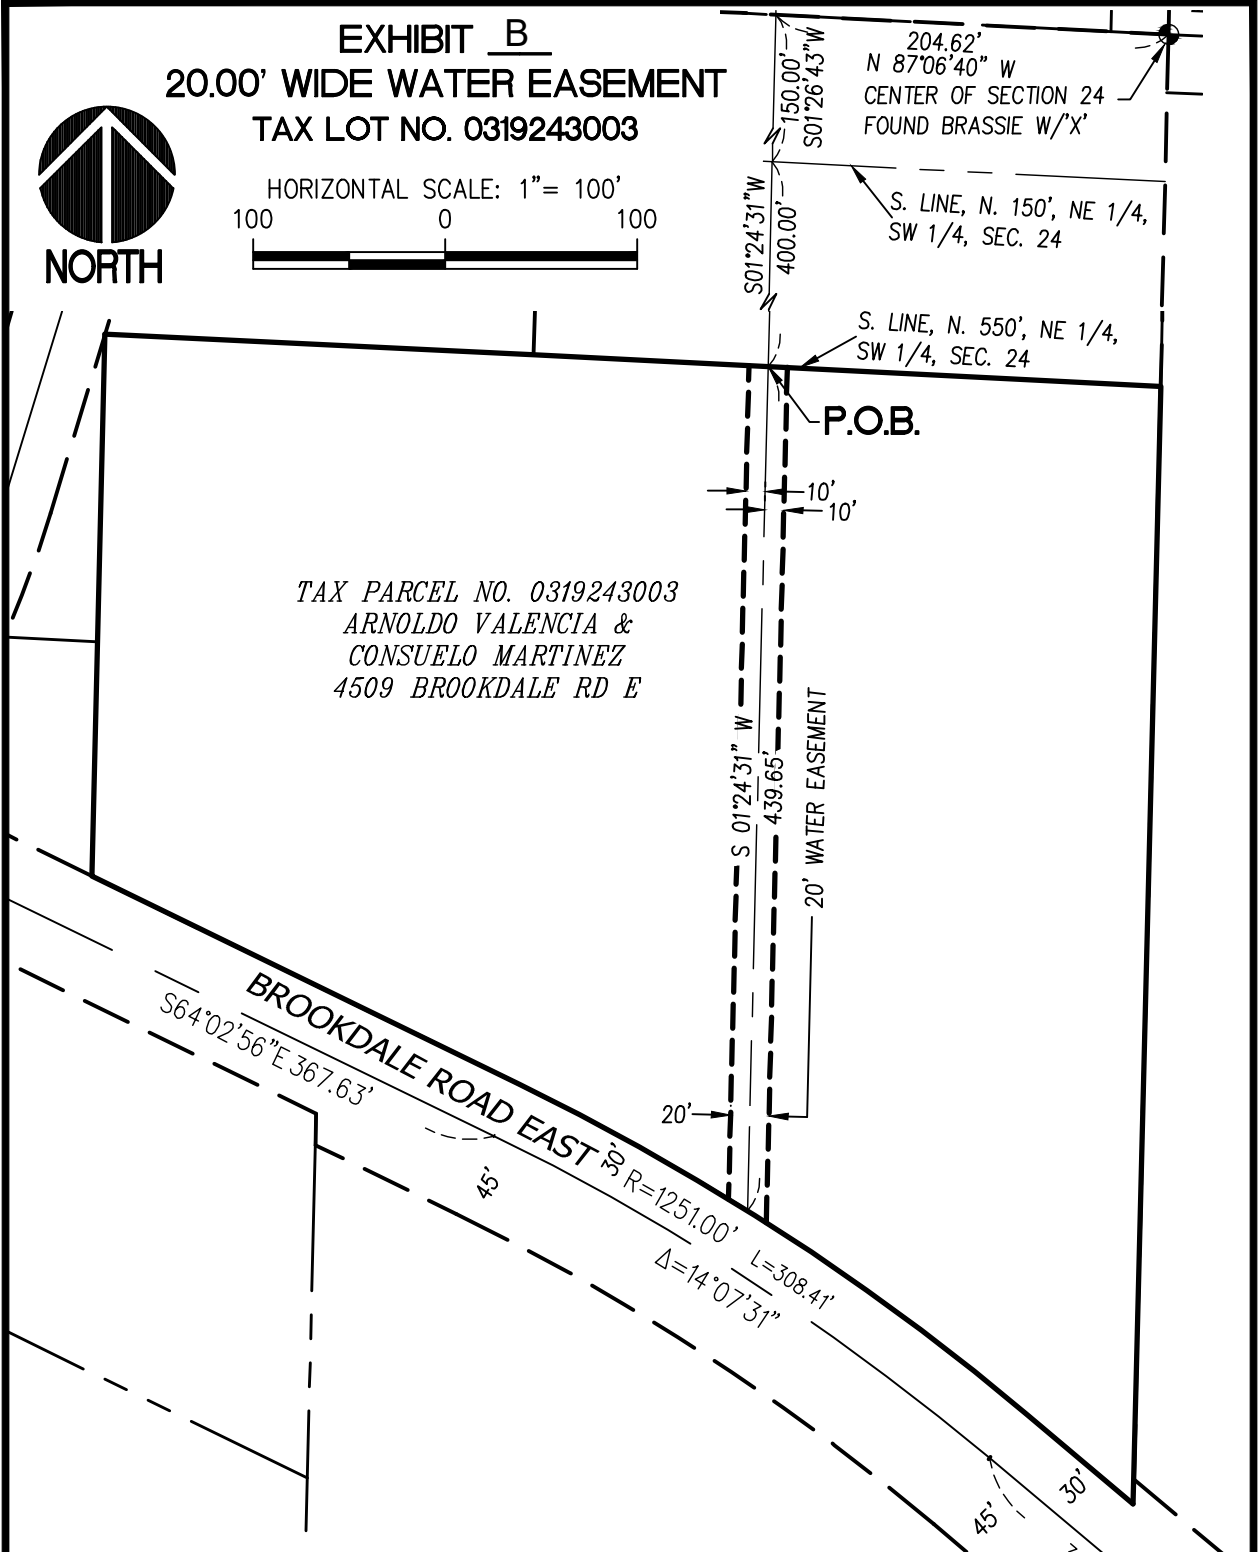 EXHIBIT B
20.00' WIDE WATER EASEMENT
TAX LOT NO. 0319243003
NORTH
HORIZONTAL SCALE: 1"= 100'
100 0 100
150.00'
S01°26'43"W
204.62'
N 87°06'40" W
CENTER OF SECTION 24
FOUND BRASSIE W/'X'
S01°24'31"W
400.00'
S. LINE, N. 150', NE 1/4,
SW 1/4, SEC. 24
S. LINE, N. 550', NE 1/4,
SW 1/4, SEC. 24
P.O.B.
10'
10'
TAX PARCEL NO. 0319243003
ARNOLDO VALENCIA &
CONSUELO MARTINEZ
4509 BROOKDALE RD E
S 01°24'31" W
439.65'
20' WATER EASEMENT
20'
BROOKDALE ROAD EAST
S64°02'56"E 367.63'
30'
45'
R=1251.00'
L=308.41'
Δ=14°07'31"
30'
45'